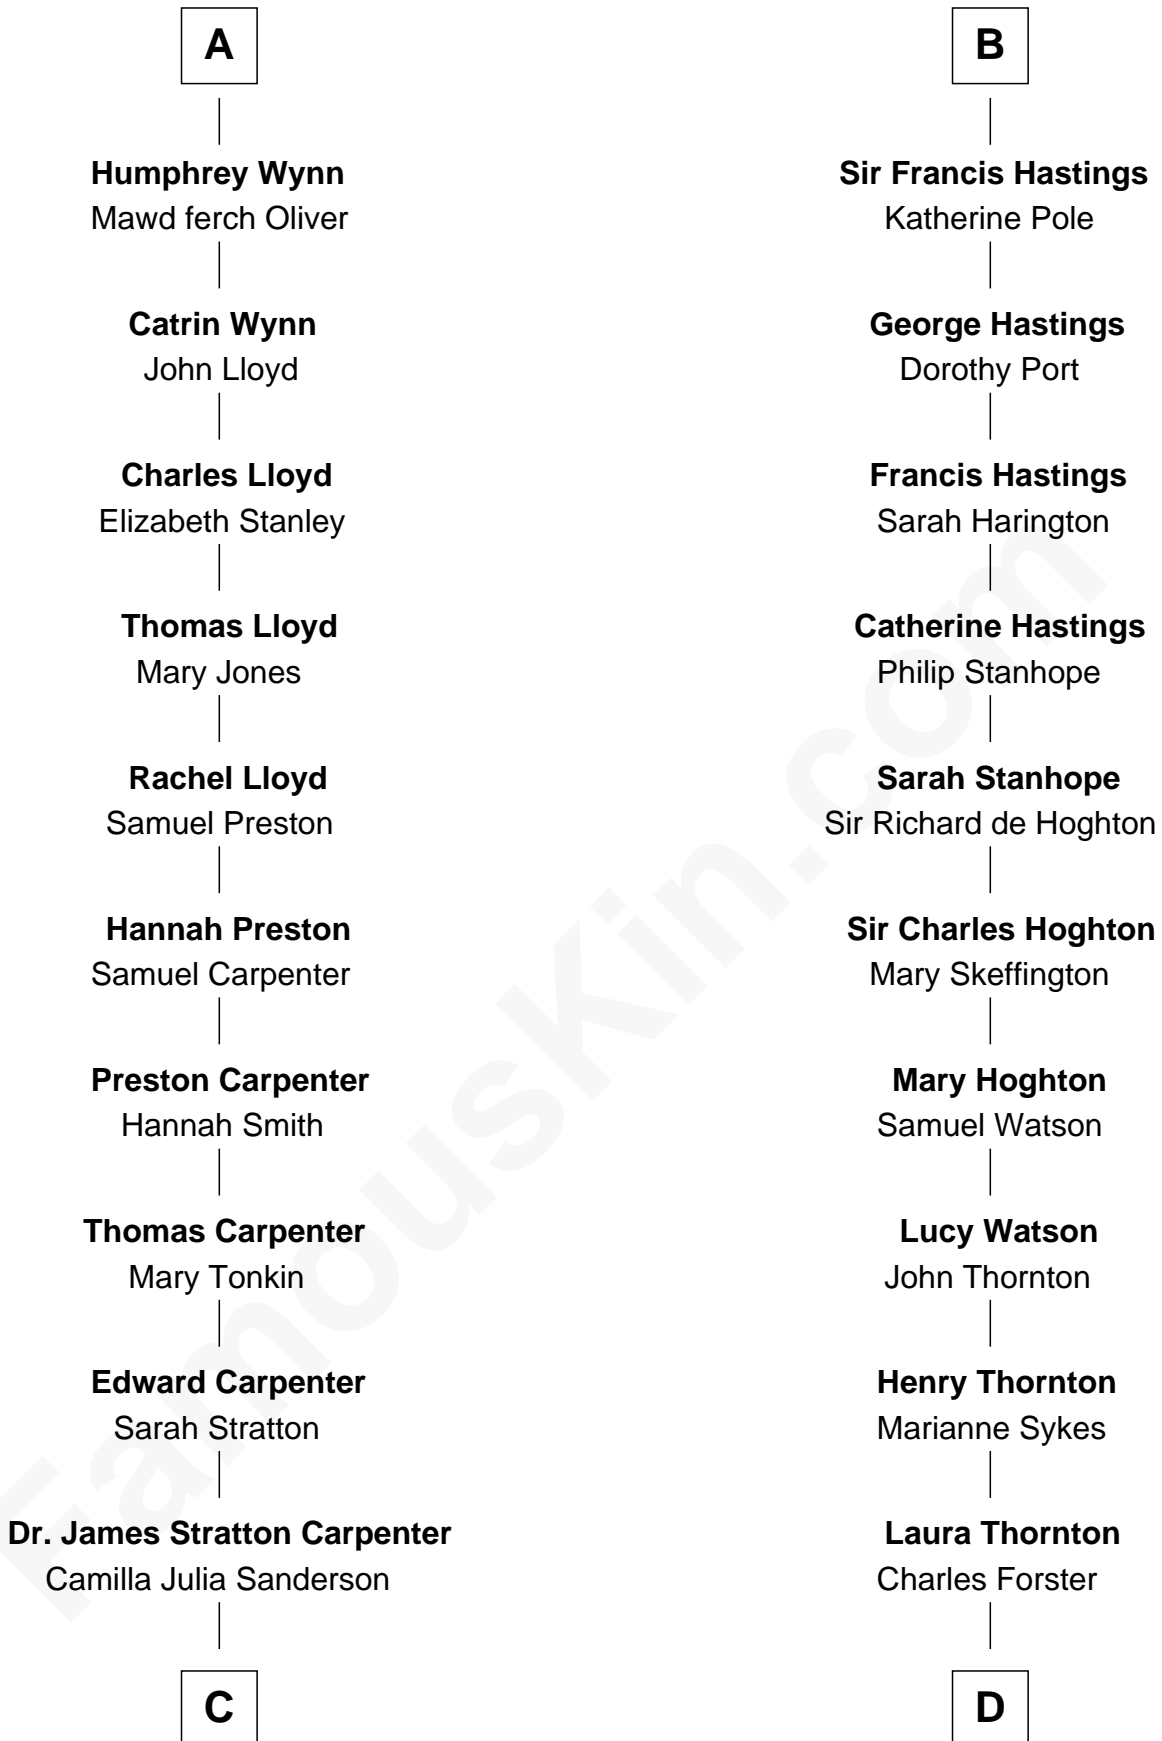 A
Humphrey Wynn
Mawd ferch Oliver
Catrin Wynn
John Lloyd
Charles Lloyd
Elizabeth Stanley
Thomas Lloyd
Mary Jones
Rachel Lloyd
Samuel Preston
Hannah Preston
Samuel Carpenter
Preston Carpenter
Hannah Smith
Thomas Carpenter
Mary Tonkin
Edward Carpenter
Sarah Stratton
Dr. James Stratton Carpenter
Camilla Julia Sanderson
C
B
Sir Francis Hastings
Katherine Pole
George Hastings
Dorothy Port
Francis Hastings
Sarah Harington
Catherine Hastings
Philip Stanhope
Sarah Stanhope
Sir Richard de Hoghton
Sir Charles Hoghton
Mary Skeffington
Mary Hoghton
Samuel Watson
Lucy Watson
John Thornton
Henry Thornton
Marianne Sykes
Laura Thornton
Charles Forster
D
FamousKin.com